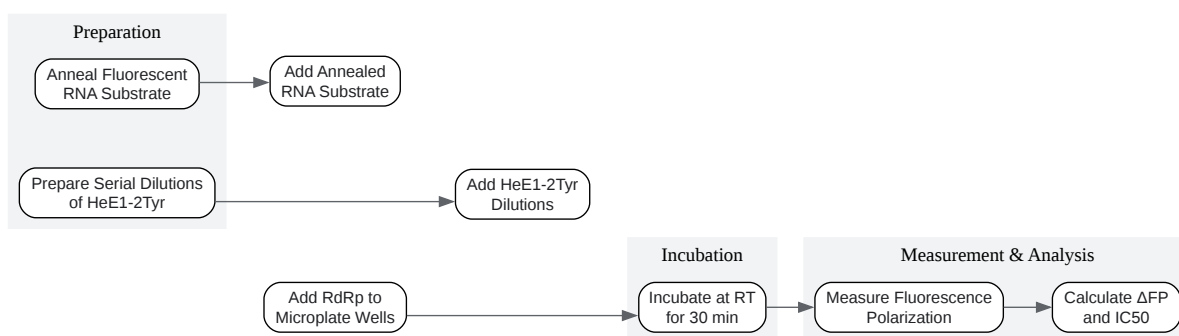 Preparation
Anneal Fluorescent
RNA Substrate
Add Annealed
RNA Substrate
Prepare Serial Dilutions
of HeE1-2Tyr
Add HeE1-2Tyr
Dilutions
Incubation
Measurement & Analysis
Add RdRp to
Microplate Wells
Incubate at RT
for 30 min
Measure Fluorescence
Polarization
Calculate ΔFP
and IC50